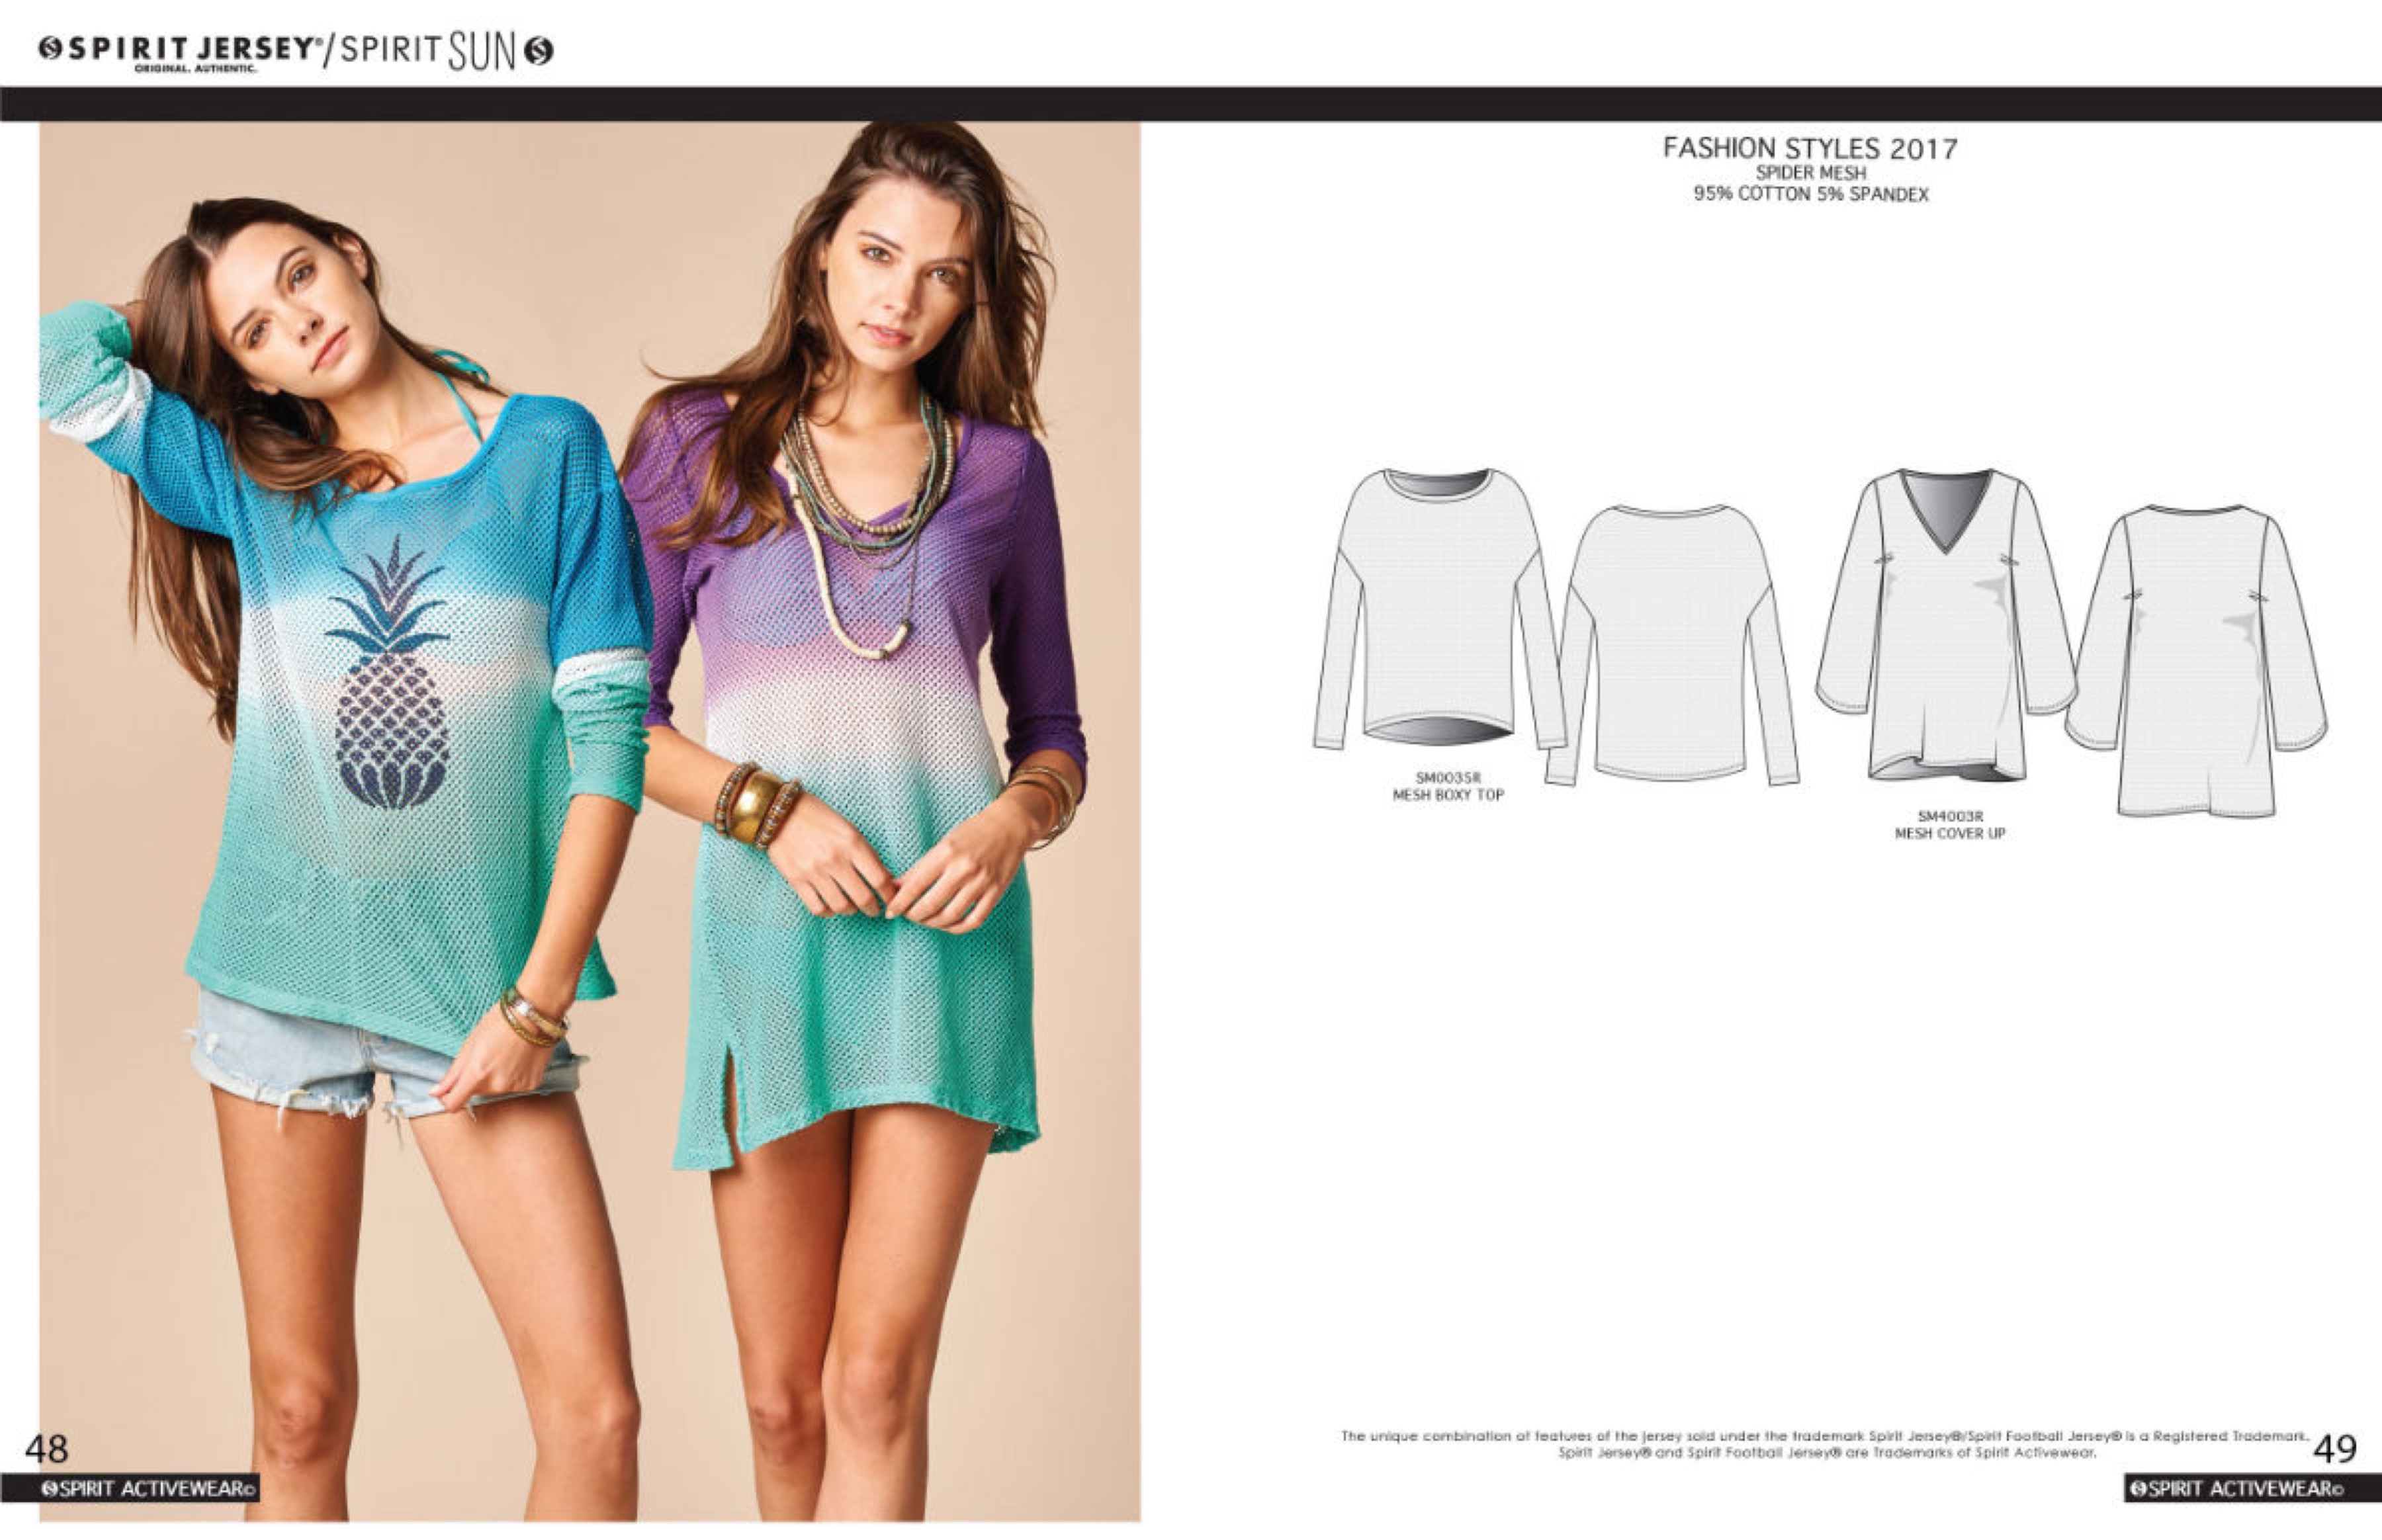 SPIRIT JERSEY®/SPIRIT SUN
ORIGINAL. AUTHENTIC.
FASHION STYLES 2017
SPIDER MESH
95% COTTON 5% SPANDEX
SM0035R
MESH BOXY TOP
SM4003R
MESH COVER UP
The unique combination of features of the jersey sold under the trademark Spirit Jersey®/Spirit Football Jersey® is a Registered Trademark.
Spirit Jersey® and Spirit Football Jersey® are Trademarks of Spirit Activewear.
48
49
SPIRIT ACTIVEWEAR©
SPIRIT ACTIVEWEAR©